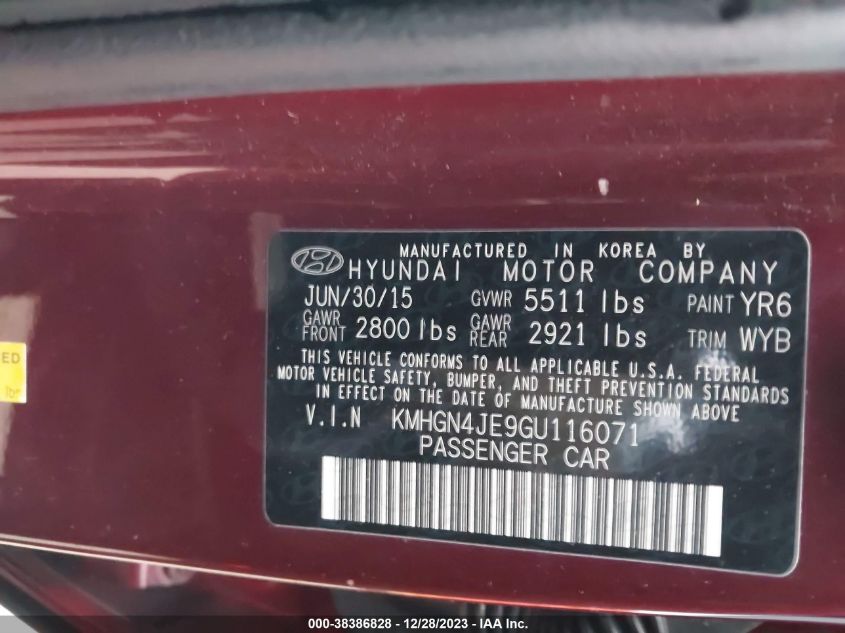 MANUFACTURED IN KOREA BY
HYUNDAI MOTOR COMPANY
JUN/30/15 GVWR 5511 lbs PAINT YR6
GAWR FRONT 2800 lbs GAWR REAR 2921 lbs TRIM WYB
THIS VEHICLE CONFORMS TO ALL APPLICABLE U.S.A. FEDERAL
MOTOR VEHICLE SAFETY, BUMPER, AND THEFT PREVENTION STANDARDS
IN EFFECT ON THE DATE OF MANUFACTURE SHOWN ABOVE
V.I.N KMHGN4JE9GU116071
PASSENGER CAR
lbs
000-38386828 - 12/28/2023 - IAA Inc.